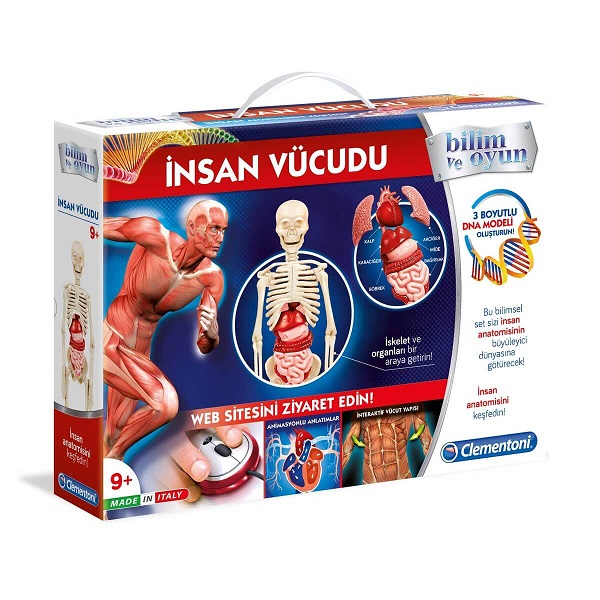 İNSAN VÜCUDU
İNSAN VÜCUDU
bilim
ve oyun
İNSAN VÜCUDU
9+
3 BOYUTLU
DNA MODELİ
OLUŞTURUN!
KALP
AKCİĞER
MİDE
KARACİĞER
BAĞIRSAK
BÖBREK
Bu bilimsel
set sizi insan
anatomisinin
büyüleyici
dünyasına
götürecek!
İskelet ve
organları bir
araya getirin!
İnsan
anatomisini
keşfedin!
WEB SİTESİNİ ZİYARET EDİN!
ANİMASYONLU ANLATIMLAR
İNTERAKTİF VÜCUT YAPISI
İnsan
anatomisini
keşfedin!
Clementoni
Clementoni
9+
MADE IN ITALY